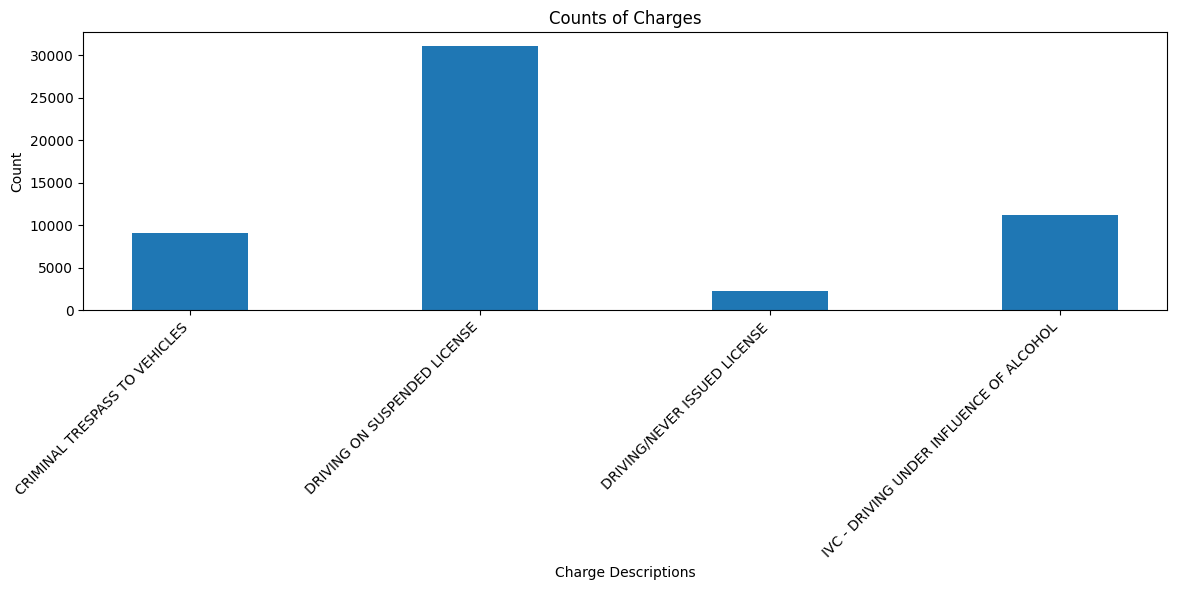 Counts of Charges
Count
30000
25000
20000
15000
10000
5000
0
CRIMINAL TRESPASS TO VEHICLES
DRIVING ON SUSPENDED LICENSE
DRIVING/NEVER ISSUED LICENSE
IVC - DRIVING UNDER INFLUENCE OF ALCOHOL
Charge Descriptions